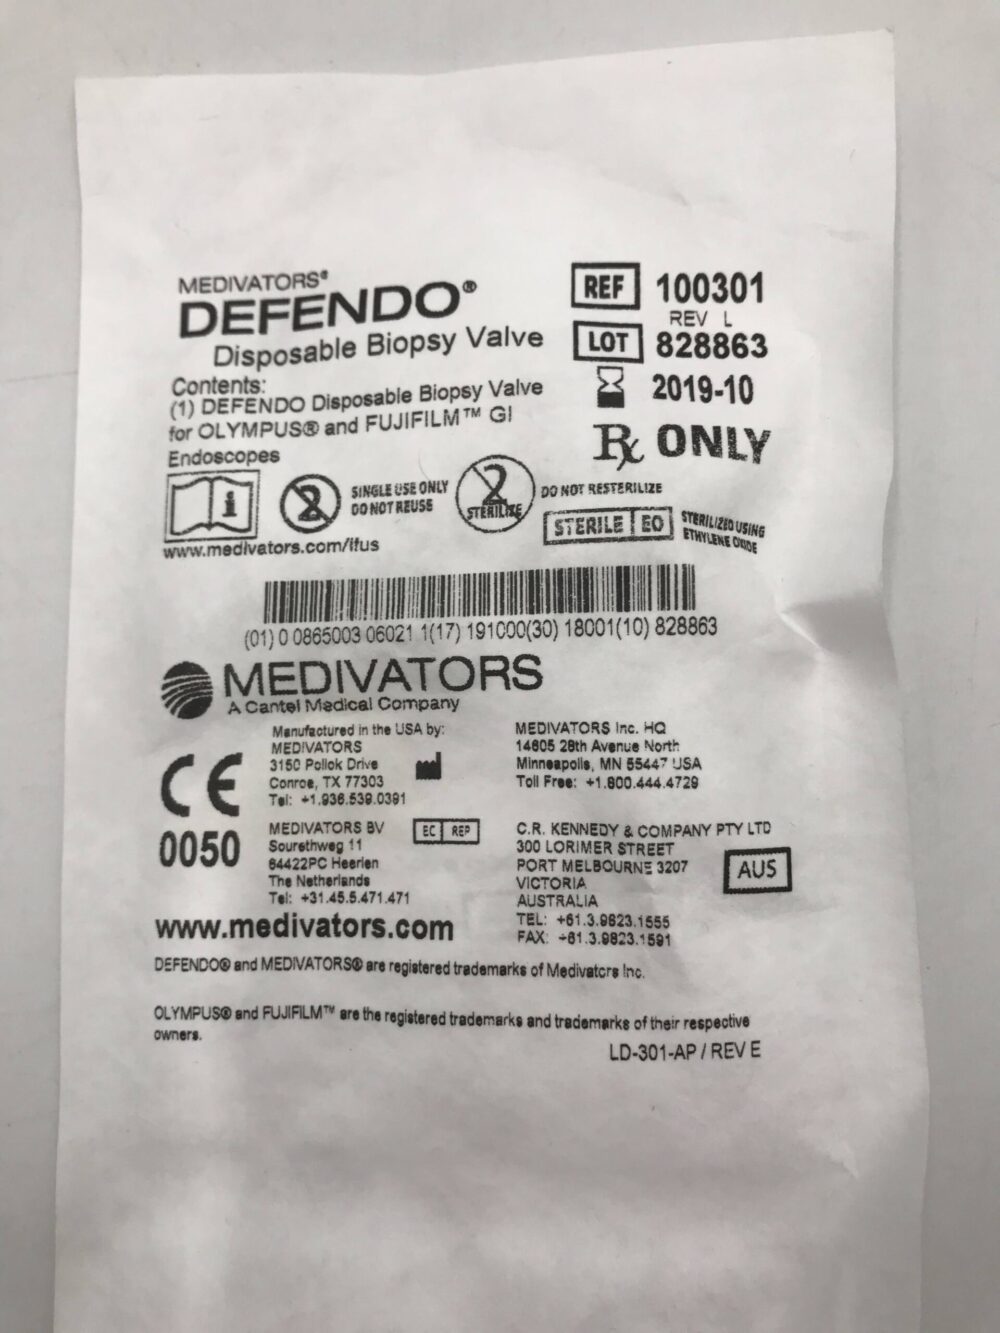 MEDIVATORS®
DEFENDO®
Disposable Biopsy Valve
Contents:
(1) DEFENDO Disposable Biopsy Valve
for OLYMPUS® and FUJIFILM™ GI
Endoscopes
REF 100301
REV L
LOT 828863
2019-10
Rx ONLY
i
2
SINGLE USE ONLY
DO NOT REUSE
2
STERILIZE
DO NOT RESTERILIZE
STERILE EO
STERILIZED USING
ETHYLENE OXIDE
www.medivators.com/ifus
(01) 0 0865003 06021 1(17) 191000(30) 18001(10) 828863
MEDIVATORS
A Cantel Medical Company
CE
0050
Manufactured in the USA by:
MEDIVATORS
3150 Pollok Drive
Conroe, TX 77303
Tel: +1.936.539.0391
MEDIVATORS Inc. HQ
14605 28th Avenue North
Minneapolis, MN 55447 USA
Toll Free: +1.800.444.4729
MEDIVATORS BV
Sourethweg 11
64422PC Heerlen
The Netherlands
Tel: +31.45.5.471.471
EC REP
C.R. KENNEDY & COMPANY PTY LTD
300 LORIMER STREET
PORT MELBOURNE 3207
VICTORIA
AUSTRALIA
TEL: +61.3.9823.1555
FAX: +61.3.9823.1591
AUS
www.medivators.com
DEFENDO® and MEDIVATORS® are registered trademarks of Medivators Inc.
OLYMPUS® and FUJIFILM™ are the registered trademarks and trademarks of their respective
owners.
LD-301-AP / REV E